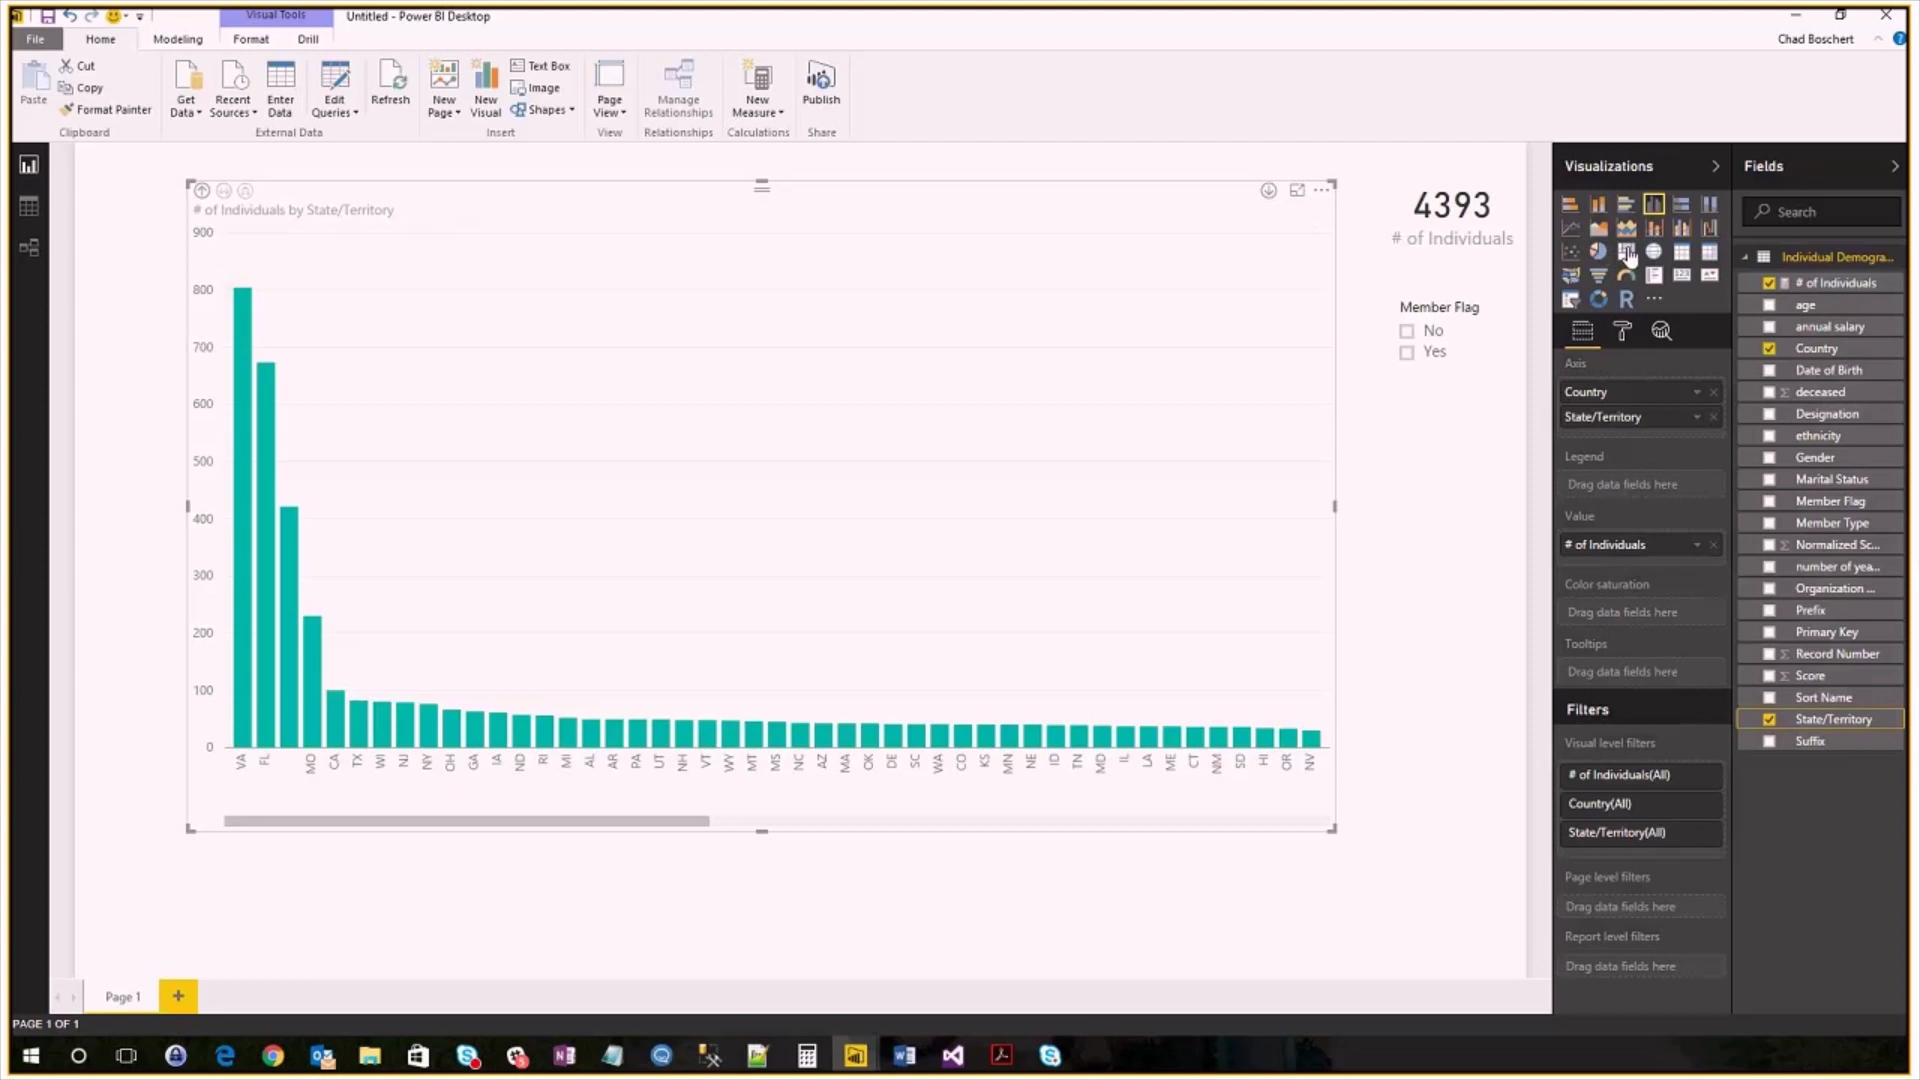 Visual Tools
Untitled - Power BI Desktop
File
Home
Modeling
Format
Drill
Chad Boschert
Paste
Cut
Copy
Format Painter
Clipboard
Get Data
Recent Sources
Enter Data
Edit Queries
Refresh
External Data
New Page
New Visual
Text Box
Image
Shapes
Insert
Page View
View
Manage Relationships
Relationships
New Measure
Calculations
Publish
Share
# of Individuals by State/Territory
900
800
700
600
500
400
300
200
100
0
VA
FL
MO
CA
TX
WI
NJ
NY
OH
GA
IA
ND
RI
MI
AL
AR
PA
UT
NH
VT
WY
MT
MS
NC
AZ
MA
OK
DE
SC
WA
CO
KS
MN
NE
ID
TN
MD
IL
LA
ME
CT
NM
SD
HI
OR
NV
4393
# of Individuals
Member Flag
No
Yes
Visualizations
R
Axis
Country
State/Territory
Legend
Drag data fields here
Value
# of Individuals
Color saturation
Drag data fields here
Tooltips
Drag data fields here
Filters
Visual level filters
# of Individuals(All)
Country(All)
State/Territory(All)
Page level filters
Drag data fields here
Report level filters
Drag data fields here
Fields
Search
Individual Demogra...
# of Individuals
age
annual salary
Country
Date of Birth
Σ deceased
Designation
ethnicity
Gender
Marital Status
Member Flag
Member Type
Σ Normalized Sc...
number of yea...
Organization ...
Prefix
Primary Key
Σ Record Number
Σ Score
Sort Name
State/Territory
Suffix
Page 1
PAGE 1 OF 1